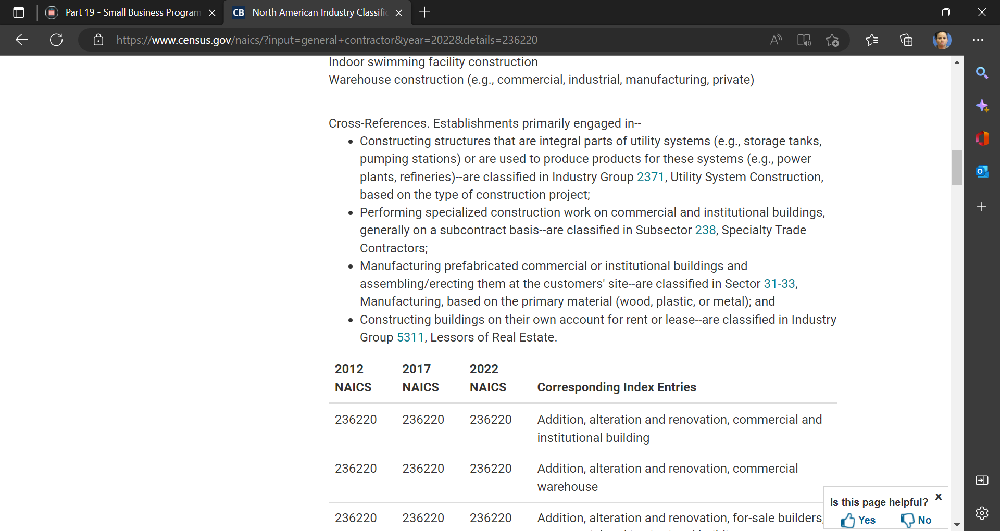 Part 19 - Small Business Program
CB North American Industry Classific
https://www.census.gov/naics/?input=general+contractor&year=2022&details=236220
Indoor swimming facility construction
Warehouse construction (e.g., commercial, industrial, manufacturing, private)
Cross-References. Establishments primarily engaged in--
• Constructing structures that are integral parts of utility systems (e.g., storage tanks,
pumping stations) or are used to produce products for these systems (e.g., power
plants, refineries)--are classified in Industry Group 2371, Utility System Construction,
based on the type of construction project;
• Performing specialized construction work on commercial and institutional buildings,
generally on a subcontract basis--are classified in Subsector 238, Specialty Trade
Contractors;
• Manufacturing prefabricated commercial or institutional buildings and
assembling/erecting them at the customers' site--are classified in Sector 31-33,
Manufacturing, based on the primary material (wood, plastic, or metal); and
• Constructing buildings on their own account for rent or lease--are classified in Industry
Group 5311, Lessors of Real Estate.
2012 2017 2022
NAICS NAICS NAICS Corresponding Index Entries
236220 236220 236220 Addition, alteration and renovation, commercial and
institutional building
236220 236220 236220 Addition, alteration and renovation, commercial
warehouse
236220 236220 236220 Addition, alteration and renovation, for-sale builders,
Is this page helpful? X
Yes No